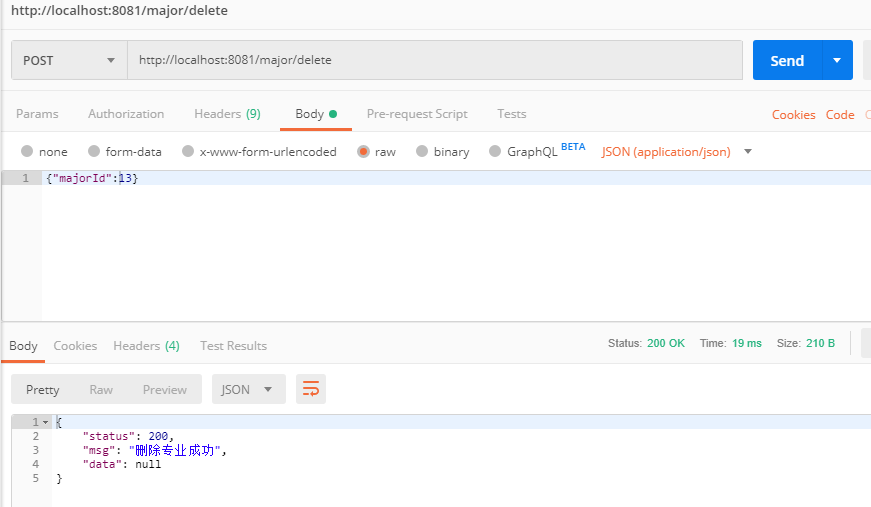 http://localhost:8081/major/delete
POST http://localhost:8081/major/delete Send
Params Authorization Headers (9) Body Pre-request Script Tests Cookies Code
none form-data x-www-form-urlencoded raw binary GraphQL BETA JSON (application/json)
1 {"majorId":13}
Body Cookies Headers (4) Test Results Status: 200 OK Time: 19 ms Size: 210 B
Pretty Raw Preview JSON
1 {
2 "status": 200,
3 "msg": "删除专业成功",
4 "data": null
5 }